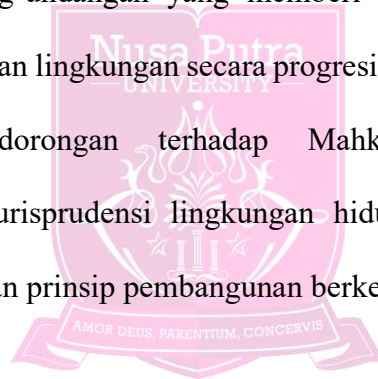 undangan yang memberi
an lingkungan secara progresi
Nusa Putra
UNIVERSITY
dorongan terhadap Mahk
urisprudensi lingkungan hidu
an prinsip pembangunan berke
AMOR DEUS, PARENTIUM, CONCERVIS